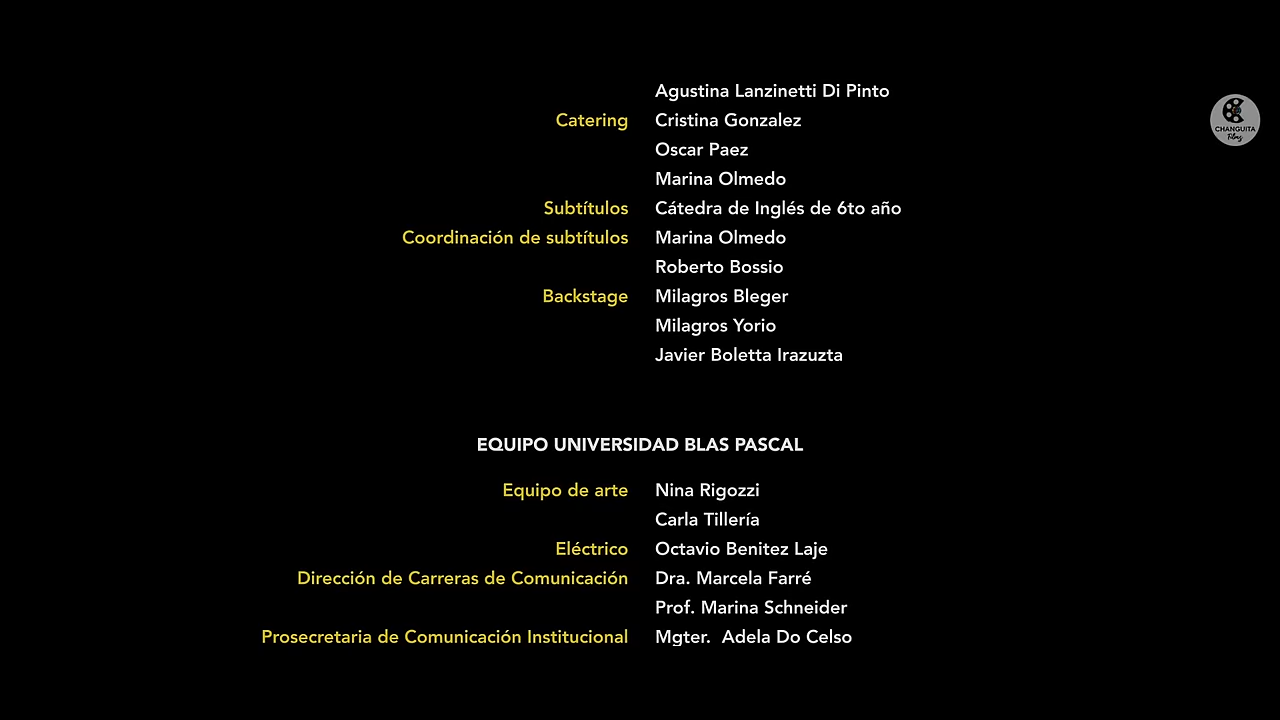 Agustina Lanzinetti Di Pinto
Catering Cristina Gonzalez
Oscar Paez
Marina Olmedo
Subtítulos Cátedra de Inglés de 6to año
Coordinación de subtítulos Marina Olmedo
Roberto Bossio
Backstage Milagros Bleger
Milagros Yorio
Javier Boletta Irazuzta
EQUIPO UNIVERSIDAD BLAS PASCAL
Equipo de arte Nina Rigozzi
Carla Tillería
Eléctrico Octavio Benitez Laje
Dirección de Carreras de Comunicación Dra. Marcela Farré
Prof. Marina Schneider
Prosecretaria de Comunicación Institucional Mgter. Adela Do Celso
CHANGUITA
Films